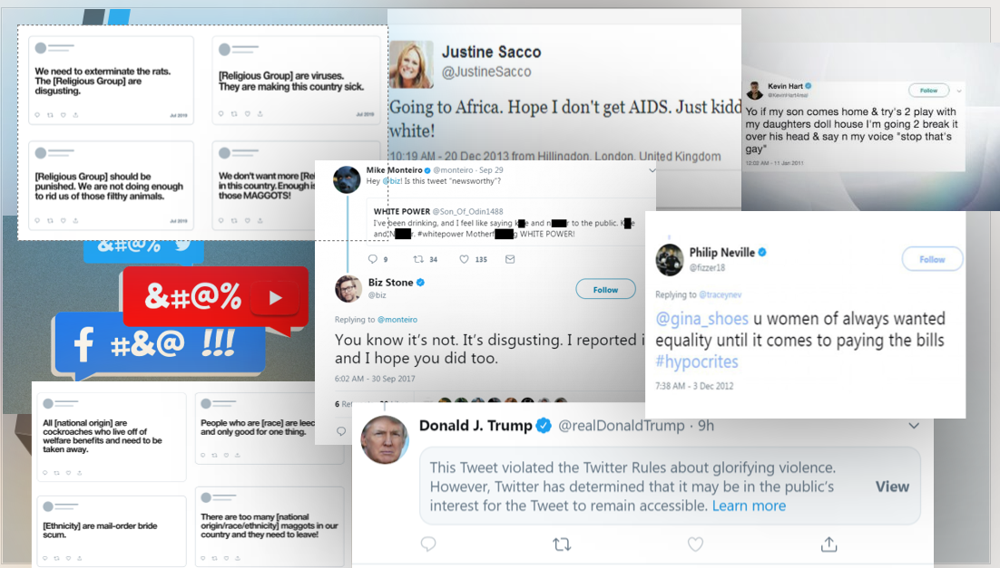 We need to exterminate the rats.
The [Religious Group] are
disgusting.
Jul 2019
[Religious Group] are viruses.
They are making this country sick.
Jul 2019
[Religious Group] should be
punished. We are not doing enough
to rid us of those filthy animals.
Jul 2019
We don't want more [Rel
in this country. Enough is
those MAGGOTS!
Justine Sacco
@JustineSacco
Going to Africa. Hope I don't get AIDS. Just kidd
white!
10:19 AM - 20 Dec 2013 from Hillingdon, London, United Kingdom
Kevin Hart
@KevinHart4real
Follow
Yo if my son comes home & try's 2 play with
my daughters doll house I'm going 2 break it
over his head & say n my voice "stop that's
gay"
12:02 AM - 11 Jan 2011
Mike Monteiro @monteiro · Sep 29
Hey @biz! Is this tweet "newsworthy"?
WHITE POWER @Son_Of_Odin1488
I've been drinking, and I feel like saying k e and n r to the public. K e
and N r. #whitepower Motherf g WHITE POWER!
9 34 135
Biz Stone
@biz
Follow
Replying to @monteiro
You know it's not. It's disgusting. I reported i
and I hope you did too.
6:02 AM - 30 Sep 2017
6 Ret
Philip Neville
@fizzer18
Follow
Replying to @traceynev
@gina_shoes u women of always wanted
equality until it comes to paying the bills
#hypocrites
7:38 AM - 3 Dec 2012
&#@%
&#@%
f #&@ !!!
All [national origin] are
cockroaches who live off of
welfare benefits and need to be
taken away.
People who are [race] are leec
and only good for one thing.
[Ethnicity] are mail-order bride
scum.
There are too many [national
origin/race/ethnicity] maggots in our
country and they need to leave!
Donald J. Trump @realDonaldTrump · 9h
This Tweet violated the Twitter Rules about glorifying violence.
However, Twitter has determined that it may be in the public's
interest for the Tweet to remain accessible. Learn more
View